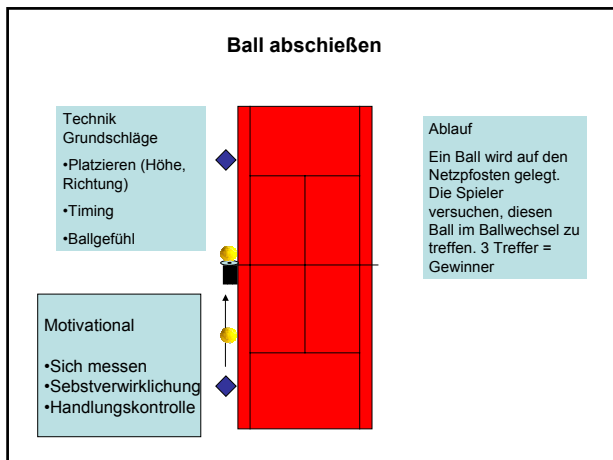 Ball abschießen
Technik
Grundschläge
•Platzieren (Höhe,
Richtung)
•Timing
•Ballgefühl
Motivational
•Sich messen
•Sebstverwirklichung
•Handlungskontrolle
Ablauf
Ein Ball wird auf den
Netzpfosten gelegt.
Die Spieler
versuchen, diesen
Ball im Ballwechsel zu
treffen. 3 Treffer =
Gewinner